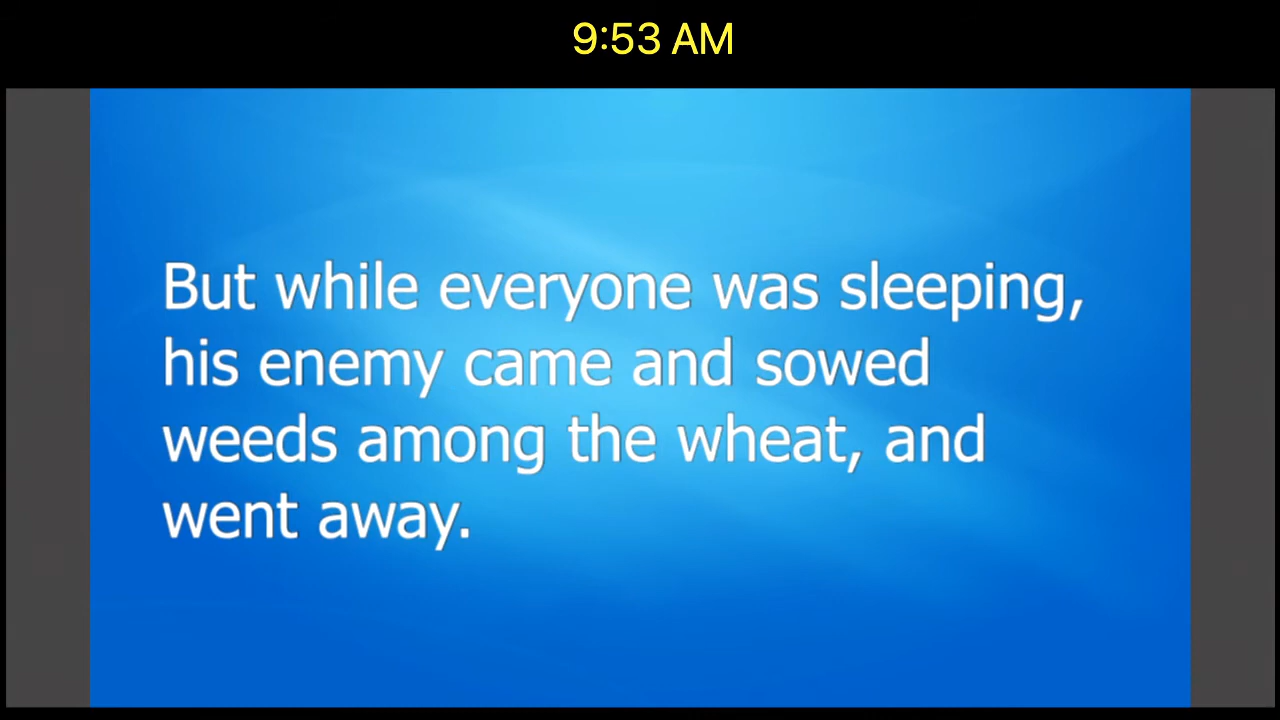 9:53 AM
But while everyone was sleeping,
his enemy came and sowed
weeds among the wheat, and
went away.